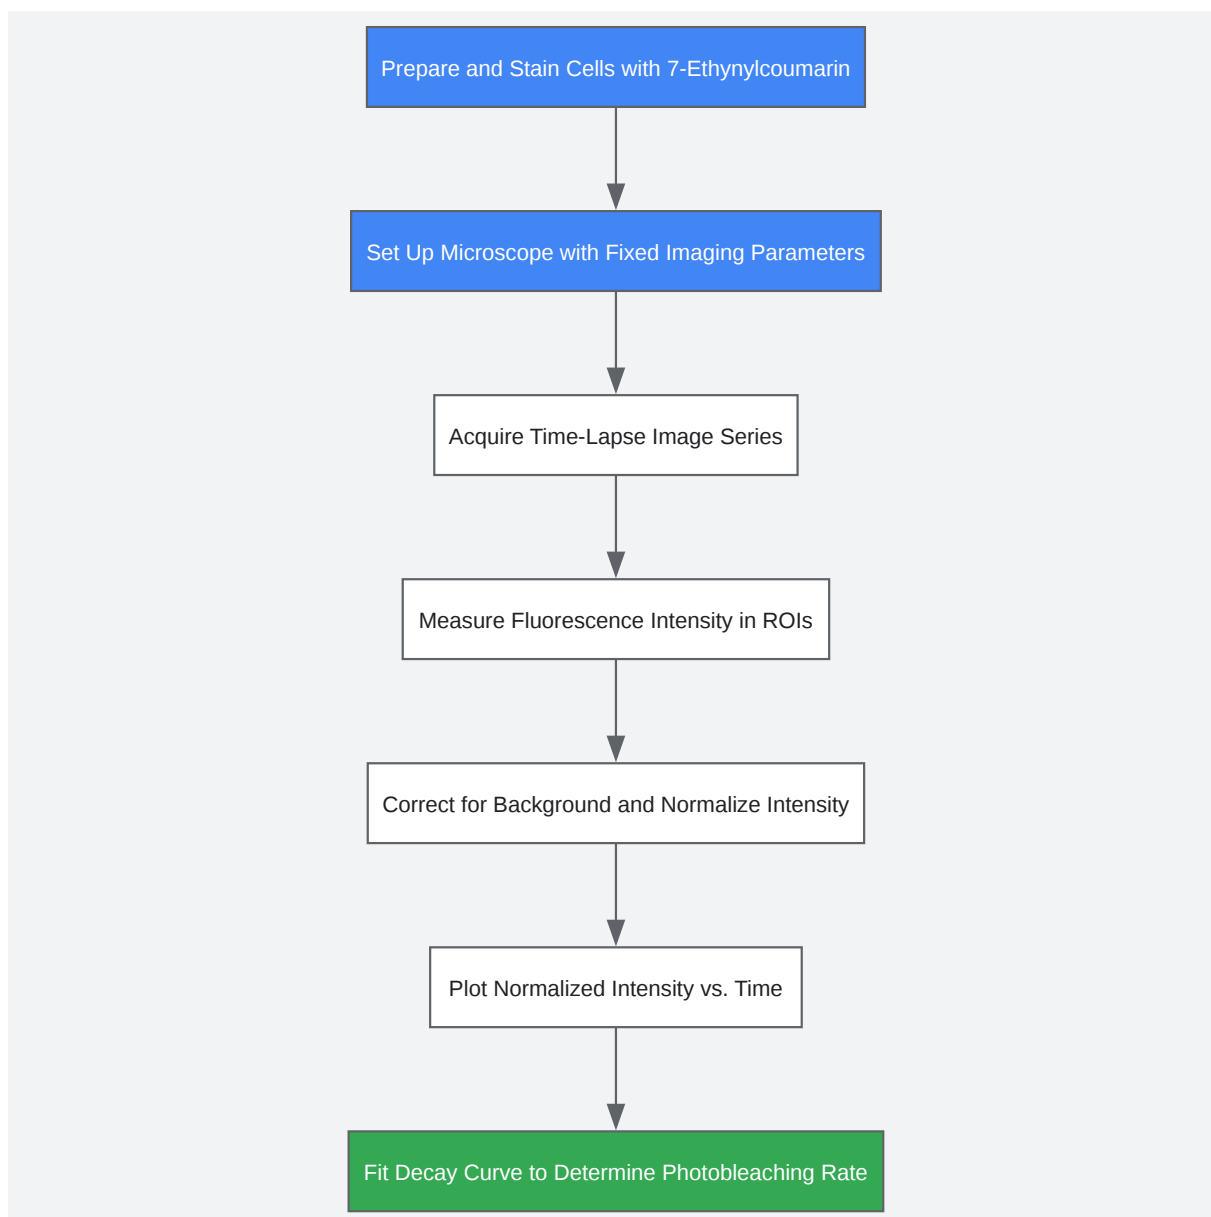 Prepare and Stain Cells with 7-Ethynylcoumarin
Set Up Microscope with Fixed Imaging Parameters
Acquire Time-Lapse Image Series
Measure Fluorescence Intensity in ROIs
Correct for Background and Normalize Intensity
Plot Normalized Intensity vs. Time
Fit Decay Curve to Determine Photobleaching Rate